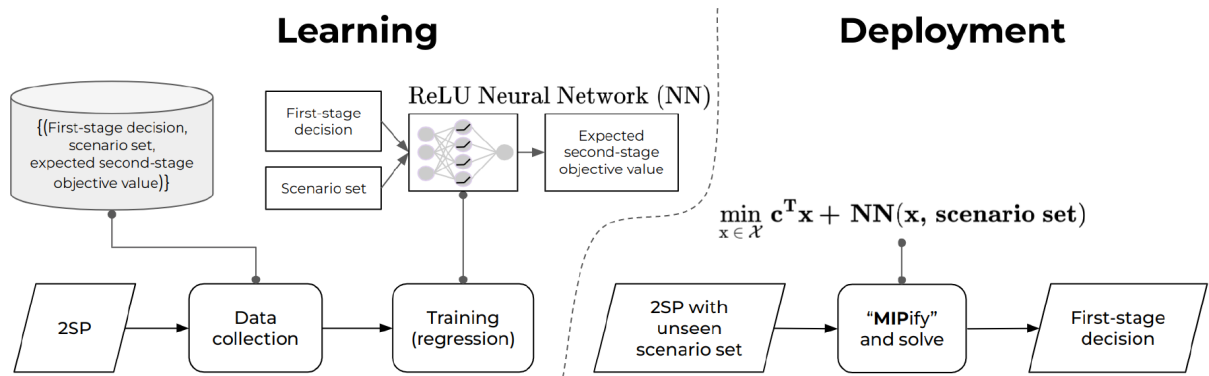 Learning
Deployment
{(First-stage decision,
scenario set,
expected second-stage
objective value)}
First-stage
decision
Scenario set
ReLU Neural Network (NN)
Expected
second-stage
objective value
2SP
Data
collection
Training
(regression)
min c^T x + NN(x, scenario set)
x ∈ 𝒳
2SP with
unseen
scenario set
“MIPify”
and solve
First-stage
decision